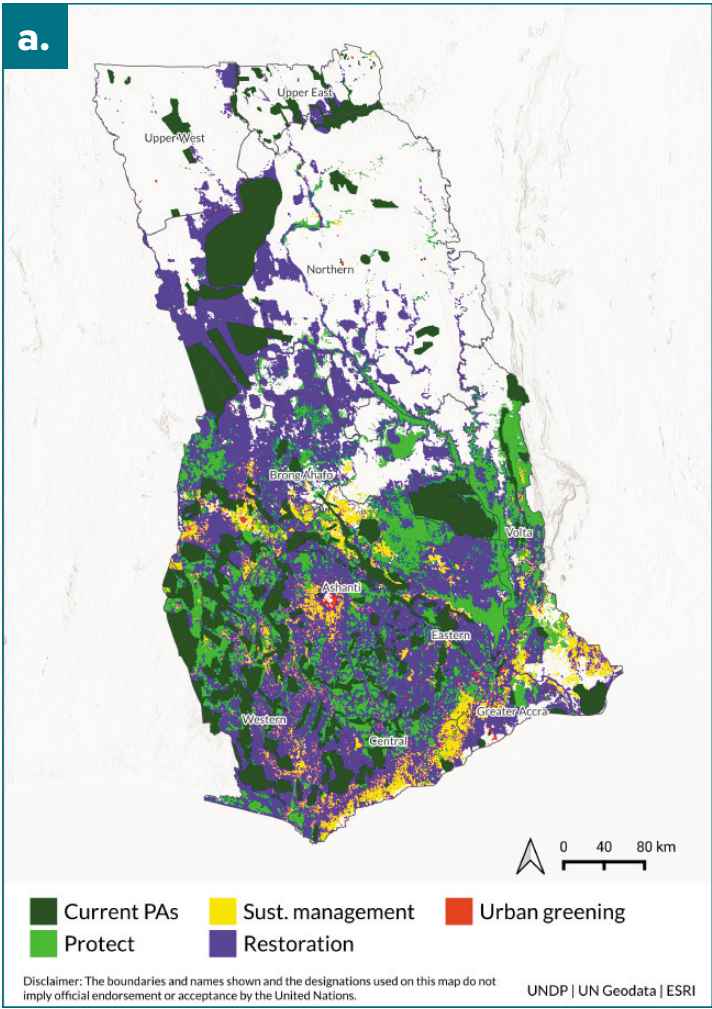 a.
Upper East
Upper West
Northern
Brong Ahafo
Volta
Ashanti
Eastern
Western
Greater Accra
Central
0 40 80 km
Current PAs
Sust. management
Urban greening
Protect
Restoration
Disclaimer: The boundaries and names shown and the designations used on this map do not
imply official endorsement or acceptance by the United Nations.
UNDP | UN Geodata | ESRI